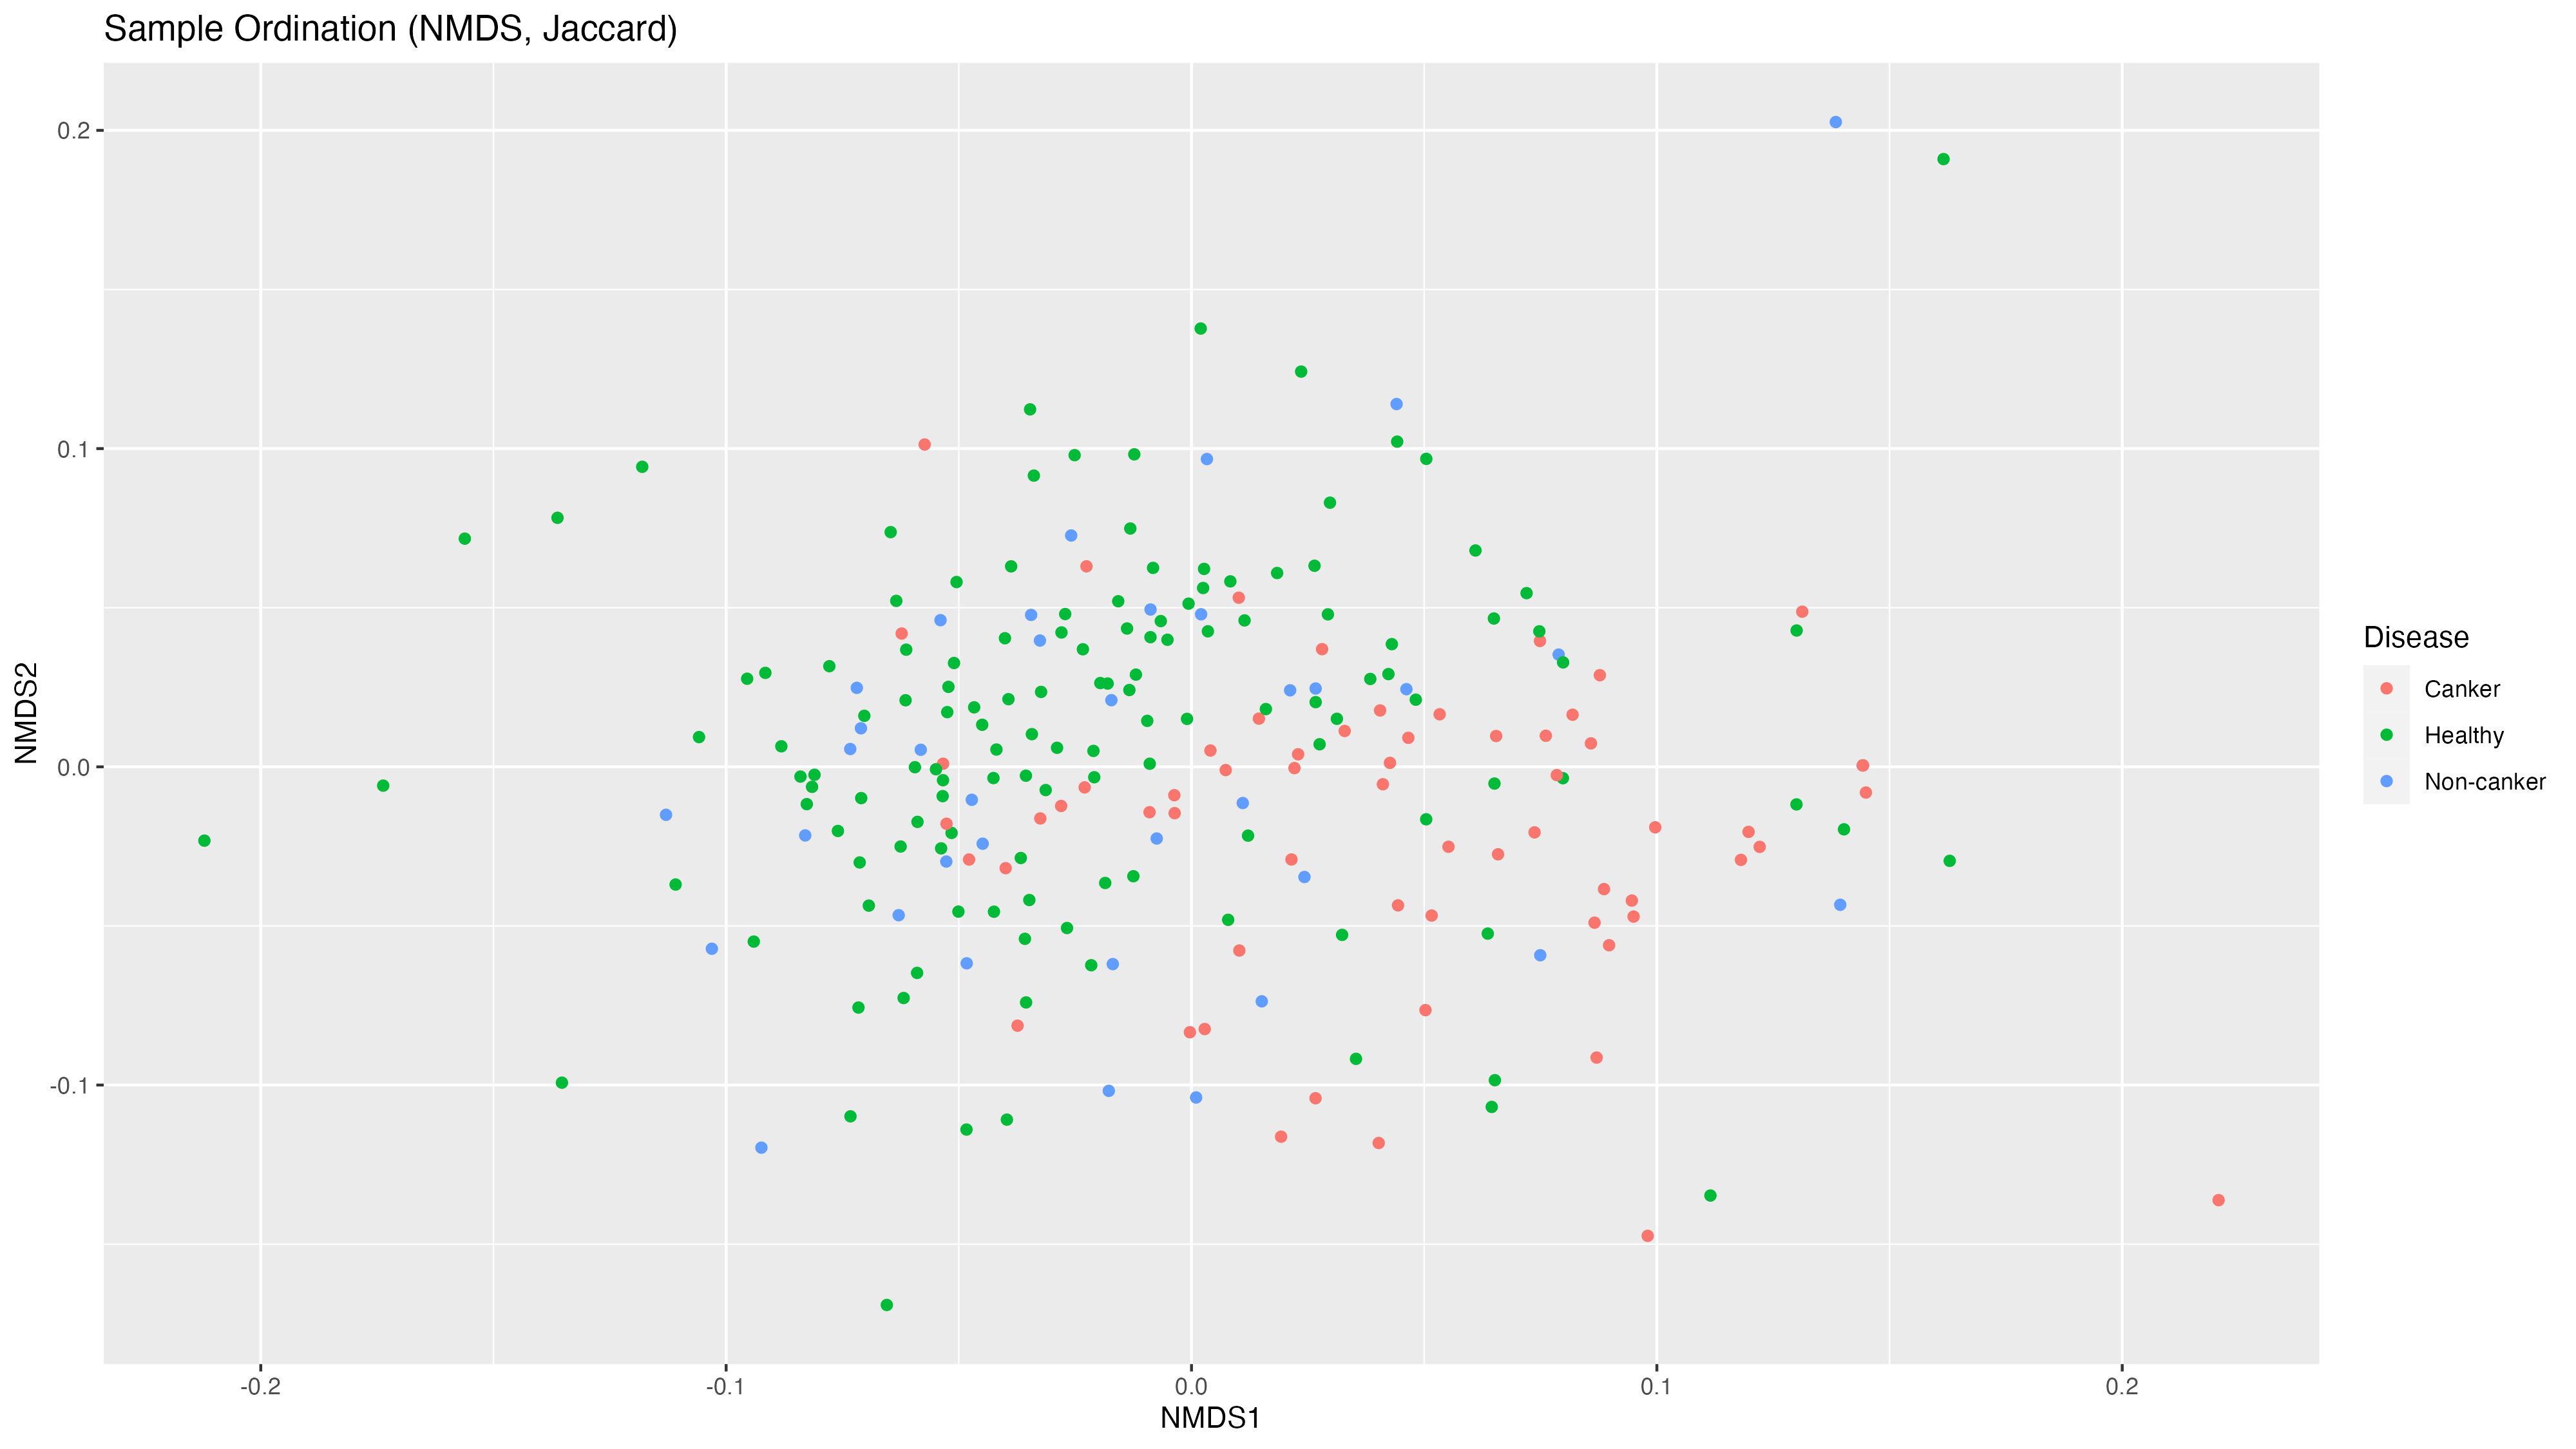 Sample Ordination (NMDS, Jaccard)
0.2
0.1
0.0
-0.1
NMDS2
-0.2
-0.1
0.0
0.1
0.2
NMDS1
Disease
Canker
Healthy
Non-canker